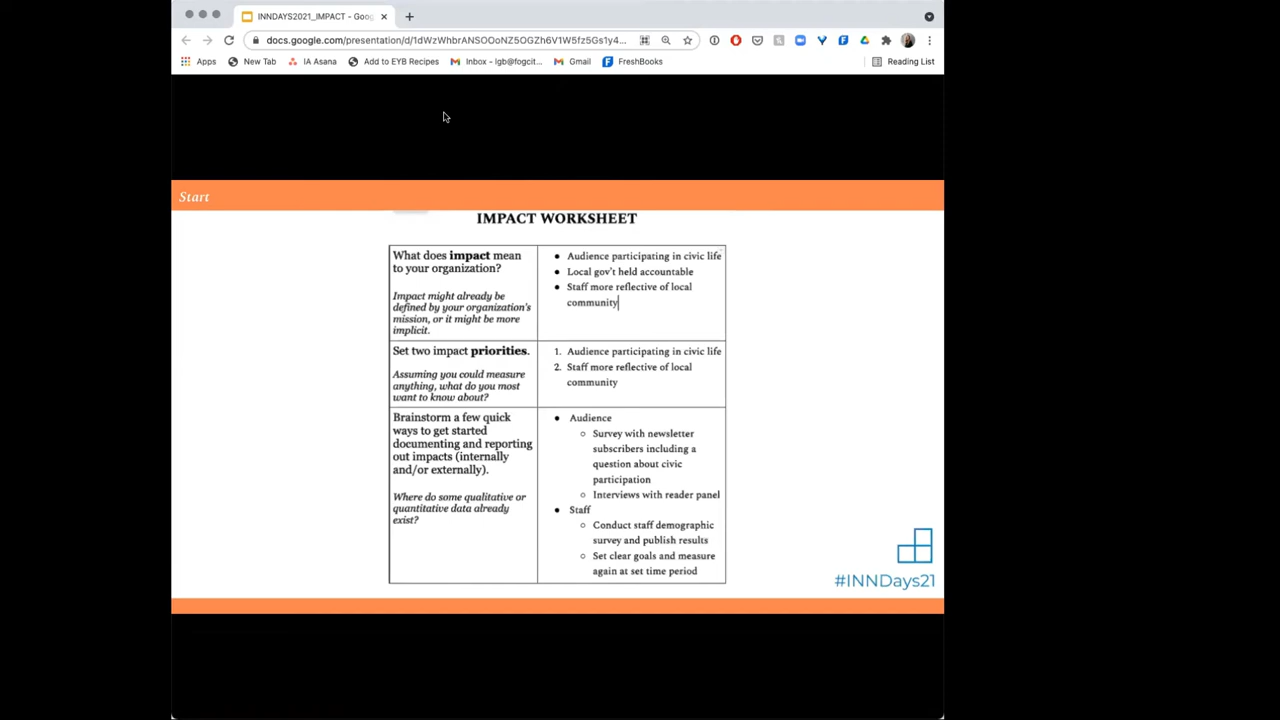 INNDAYS2021_IMPACT - Goog
docs.google.com/presentation/d/1dWzWhbrANSOOoNZ5OGZh6V1W5fz5Gs1y4...
Apps
New Tab
IA Asana
Add to EYB Recipes
Inbox - lgb@fogcit...
Gmail
FreshBooks
Reading List
Start
IMPACT WORKSHEET
What does impact mean
to your organization?
Impact might already be
defined by your organization's
mission, or it might be more
implicit.
• Audience participating in civic life
• Local gov't held accountable
• Staff more reflective of local
community
Set two impact priorities.
Assuming you could measure
anything, what do you most
want to know about?
1. Audience participating in civic life
2. Staff more reflective of local
community
Brainstorm a few quick
ways to get started
documenting and reporting
out impacts (internally
and/or externally).
Where do some qualitative or
quantitative data already
exist?
• Audience
○ Survey with newsletter
subscribers including a
question about civic
participation
○ Interviews with reader panel
• Staff
○ Conduct staff demographic
survey and publish results
○ Set clear goals and measure
again at set time period
#INNDays21